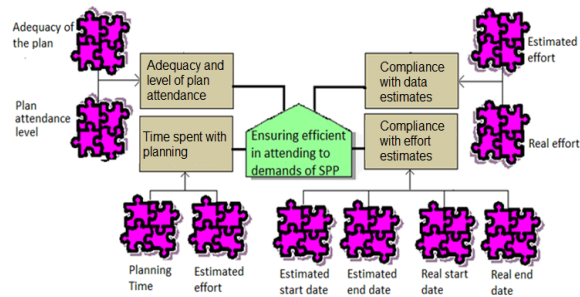 Adequacy of
the plan
Plan
attendance
level
Adequacy and
level of plan
attendance
Time spent with
planning
Ensuring efficient
in attending to
demands of SPP
Compliance
with data
estimates
Compliance
with effort
estimates
Estimated
effort
Real effort
Planning
Time
Estimated
effort
Estimated
start date
Estimated
end date
Real start
date
Real end
date